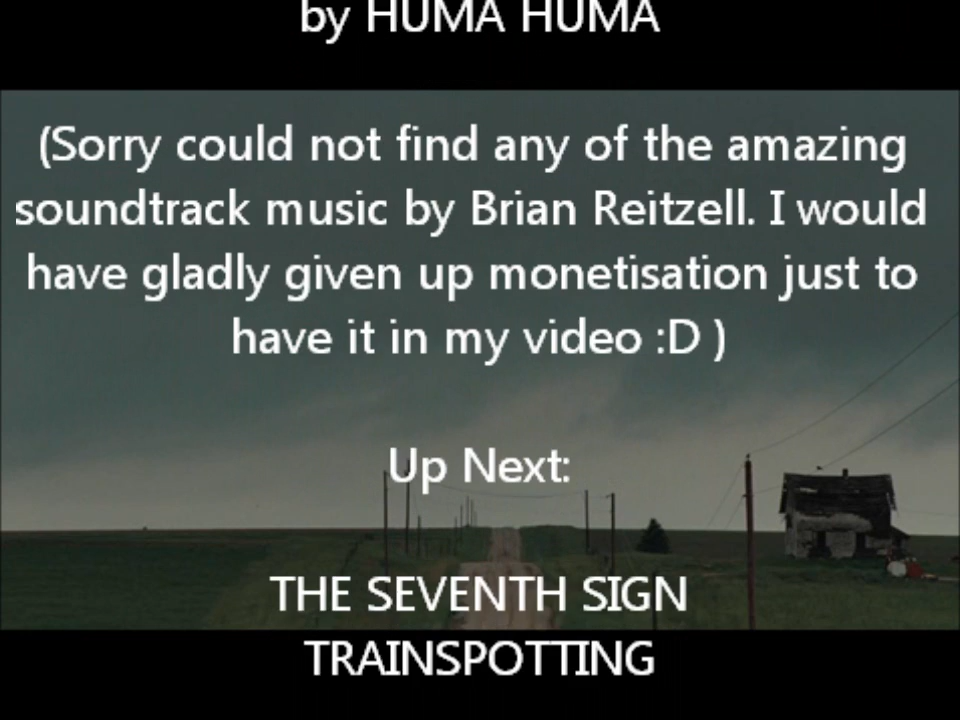 by HUMA HUMA
(Sorry could not find any of the amazing
soundtrack music by Brian Reitzell. I would
have gladly given up monetisation just to
have it in my video :D )
Up Next:
THE SEVENTH SIGN
TRAINSPOTTING